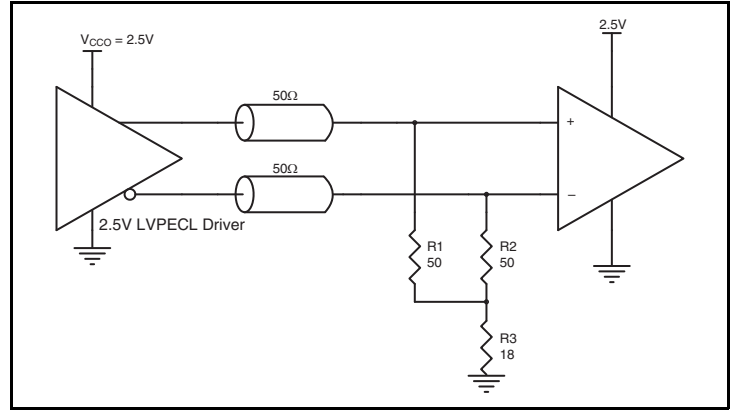 V_CCO = 2.5V
2.5V
50Ω
+
50Ω
−
2.5V LVPECL Driver
R1
50
R2
50
R3
18